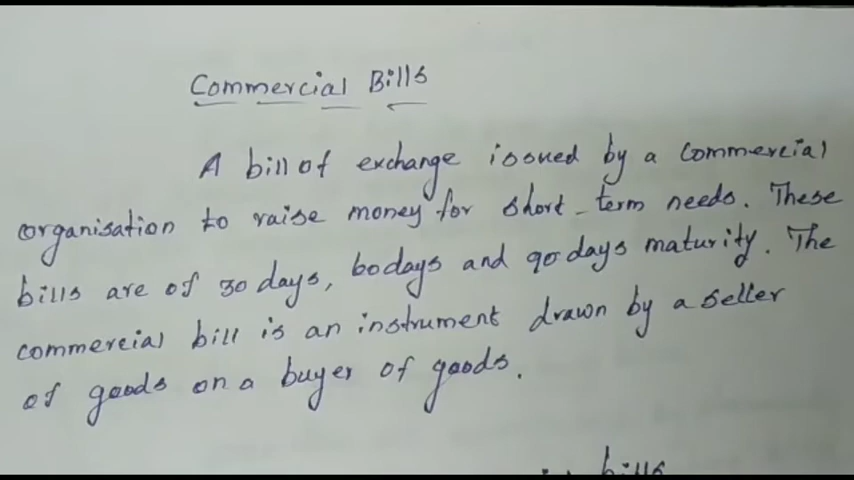 Commercial Bills
A bill of exchange issued by a commercial
organisation to raise money for short-term needs. These
bills are of 30 days, 60 days and 90 days maturity. The
commercial bill is an instrument drawn by a seller
of goods on a buyer of goods.
bills